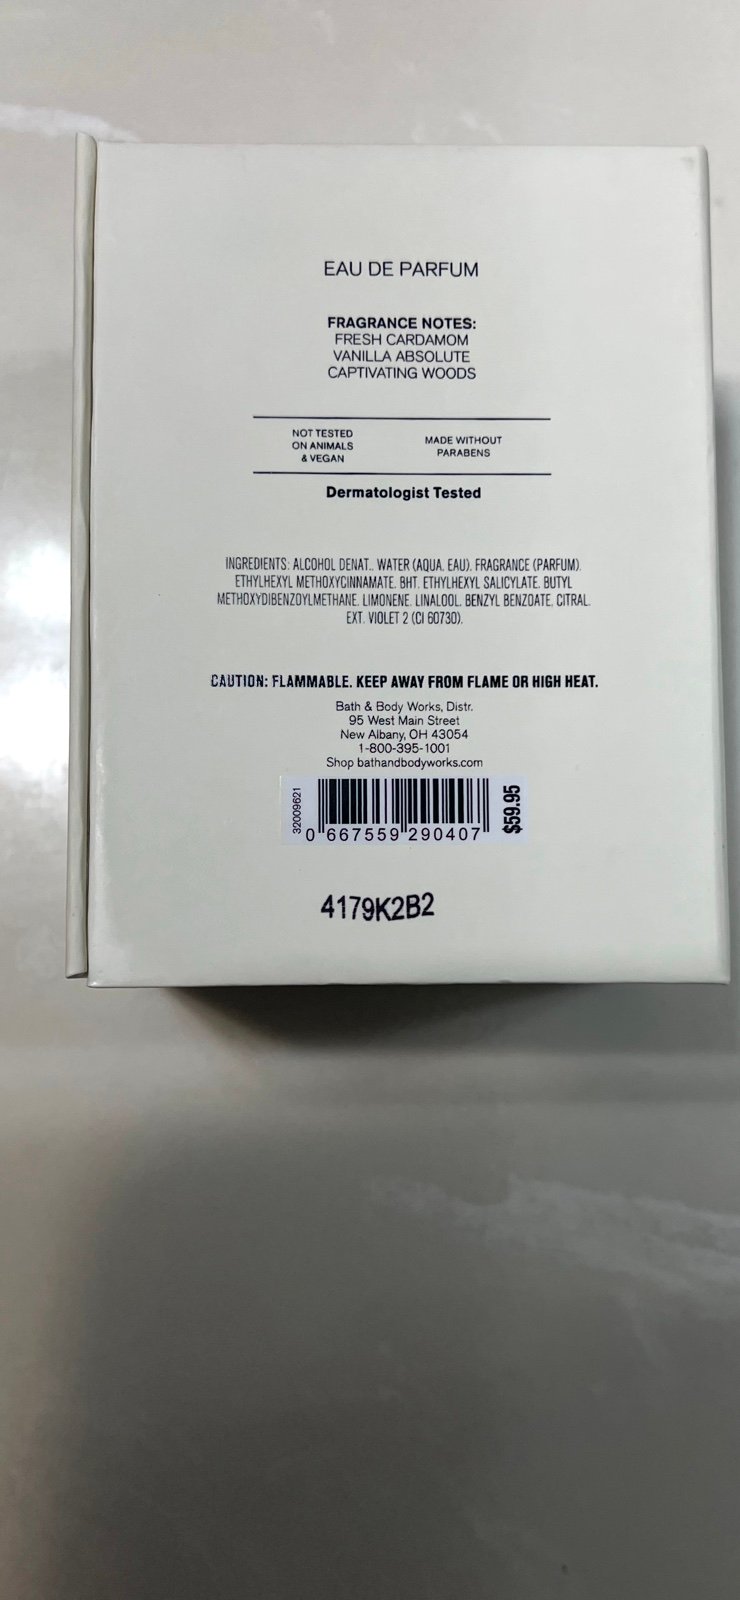 EAU DE PARFUM
FRAGRANCE NOTES:
FRESH CARDAMOM
VANILLA ABSOLUTE
CAPTIVATING WOODS
NOT TESTED
ON ANIMALS
& VEGAN
MADE WITHOUT
PARABENS
Dermatologist Tested
INGREDIENTS: ALCOHOL DENAT., WATER (AQUA, EAU), FRAGRANCE (PARFUM),
ETHYLHEXYL METHOXYCINNAMATE, BHT, ETHYLHEXYL SALICYLATE, BUTYL
METHOXYDIBENZOYLMETHANE, LIMONENE, LINALOOL, BENZYL BENZOATE, CITRAL,
EXT. VIOLET 2 (CI 60730).
CAUTION: FLAMMABLE. KEEP AWAY FROM FLAME OR HIGH HEAT.
Bath & Body Works, Distr.
95 West Main Street
New Albany, OH 43054
1-800-395-1001
Shop bathandbodyworks.com
32009621
0 667559 290407
$59.95
4179K2B2